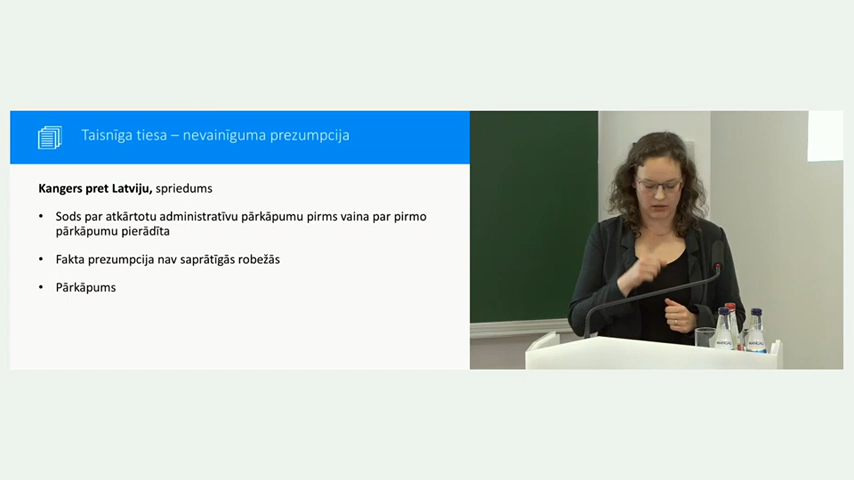 Taisnīga tiesa – nevainīguma prezumpcija
Kangers pret Latviju, spriedums
• Sods par atkārtotu administratīvu pārkāpumu pirms vaina par pirmo
pārkāpumu pierādīta
• Fakta prezumpcija nav saprātīgās robežās
• Pārkāpums